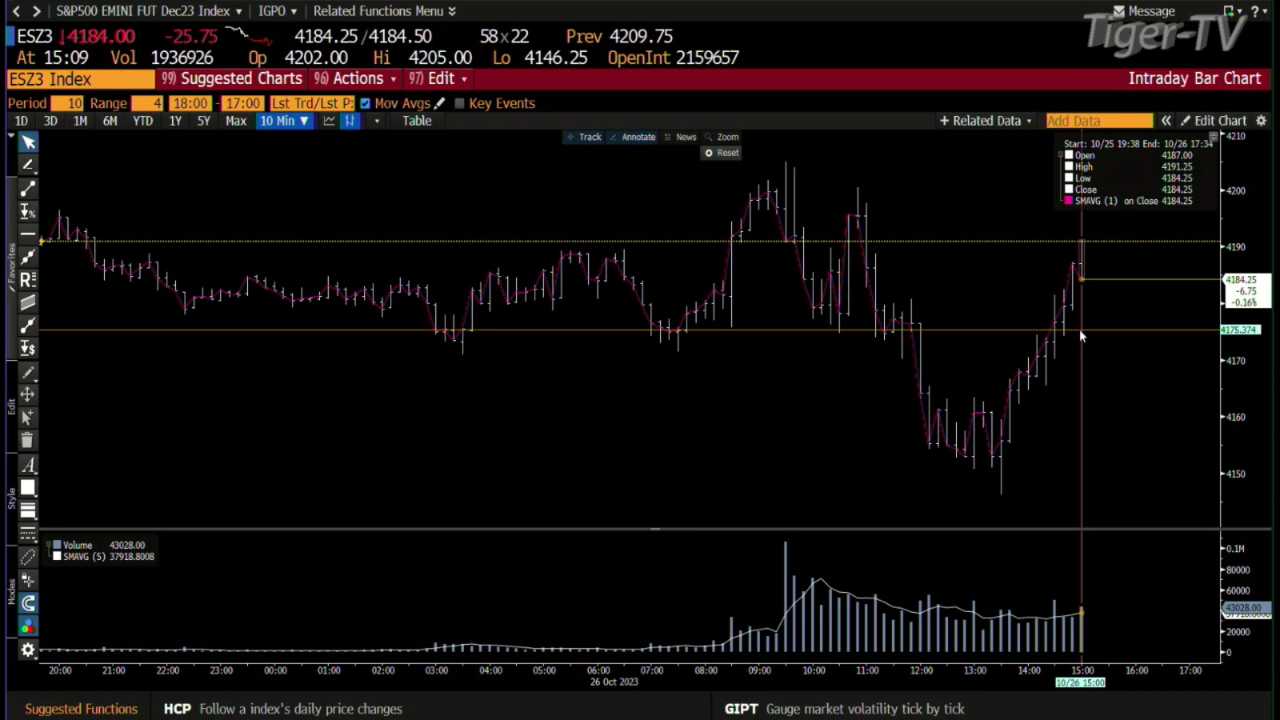 S&P500 EMINI FUT Dec23 Index IGPO Related Functions Menu Message
Tiger-TV
ESZ3 4184.00 -25.75 4184.25/4184.50 58x22 Prev 4209.75
At 15:09 Vol 1936926 Op 4202.00 Hi 4205.00 Lo 4146.25 OpenInt 2159657
ESZ3 Index 99) Suggested Charts 96) Actions 97) Edit Intraday Bar Chart
Period 10 Range 4 18:00 - 17:00 Lst Trd/Lst P: Mov Avgs Key Events
1D 3D 1M 6M YTD 1Y 5Y Max 10 Min Table + Related Data Add Data Edit Chart
Track Annotate News Zoom
Reset
Start: 10/25 19:38 End: 10/26 17:34
Open 4187.00
High 4191.25
Low 4184.25
Close 4184.25
SMAVG (1) on Close 4184.25
4210
4200
4190
4184.25
-6.75
-0.16%
4175.374
4170
4160
4150
Favorites
Edit
Style
Modes
Volume 43028.00
SMAVG (5) 37918.8008
0.1M
80000
60000
43028.00
20000
0
20:00 21:00 22:00 23:00 00:00 01:00 02:00 03:00 04:00 05:00 06:00 07:00 08:00 09:00 10:00 11:00 12:00 13:00 14:00 15:00 16:00 17:00
26 Oct 2023
10/26 15:00
Suggested Functions HCP Follow a index's daily price changes GIPT Gauge market volatility tick by tick